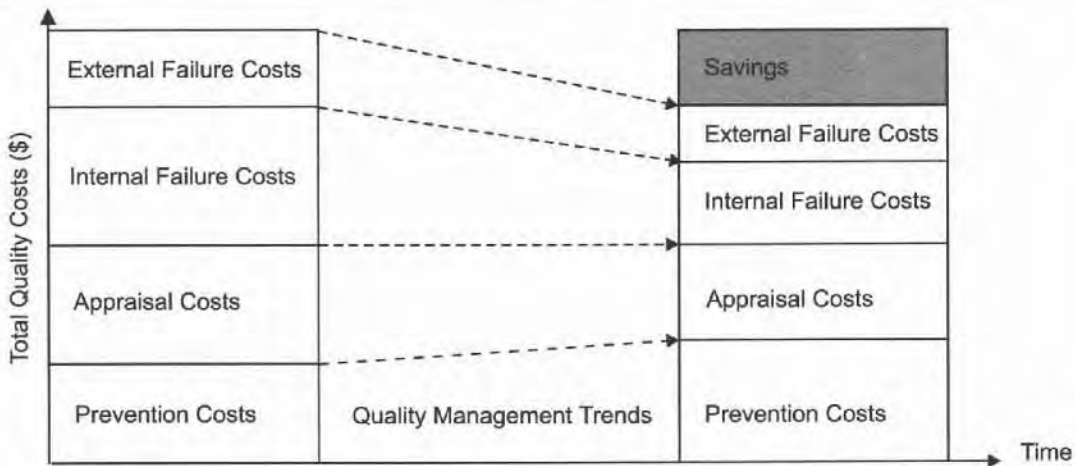 Total Quality Costs ($)
External Failure Costs
Internal Failure Costs
Appraisal Costs
Prevention Costs
Quality Management Trends
Savings
External Failure Costs
Internal Failure Costs
Appraisal Costs
Prevention Costs
Time